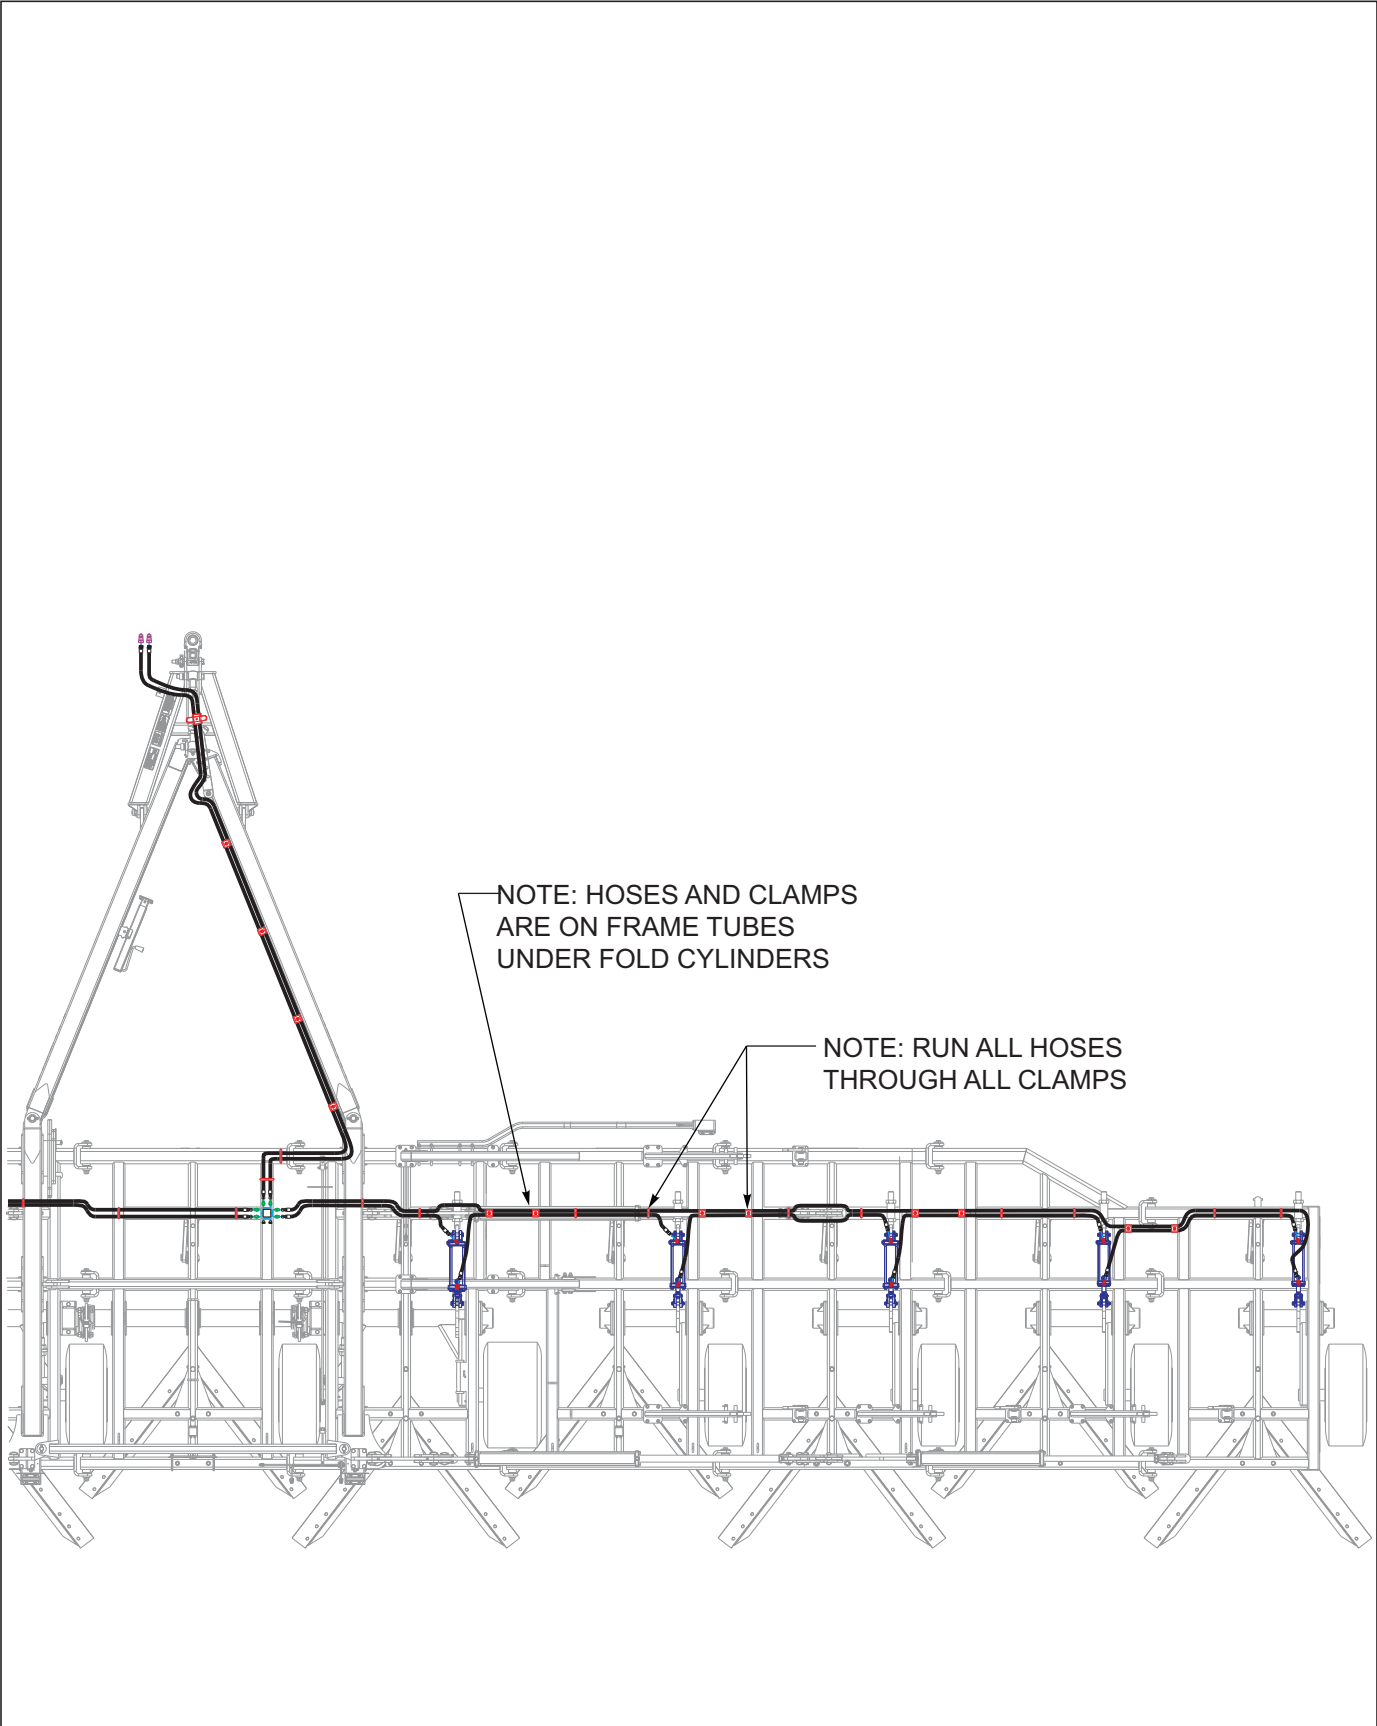 NOTE: HOSES AND CLAMPS
ARE ON FRAME TUBES
UNDER FOLD CYLINDERS
NOTE: RUN ALL HOSES
THROUGH ALL CLAMPS